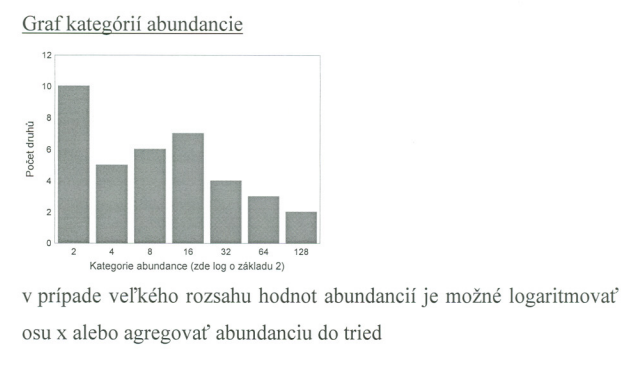 Graf kategórií abundancie
12
10
8
6
4
2
0
Počet druhů
2 4 8 16 32 64 128
Kategorie abundance (zde log o základu 2)
v prípade veľkého rozsahu hodnot abundancií je možné logaritmovať
osu x alebo agregovať abundanciu do tried